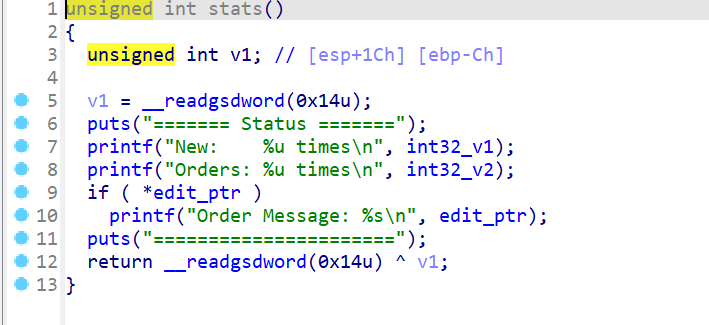 1 unsigned int stats()
2 {
3   unsigned int v1; // [esp+1Ch] [ebp-Ch]
4
5   v1 = __readgsdword(0x14u);
6   puts("======= Status =======");
7   printf("New:    %u times\n", int32_v1);
8   printf("Orders: %u times\n", int32_v2);
9   if ( *edit_ptr )
10     printf("Order Message: %s\n", edit_ptr);
11   puts("======================");
12   return __readgsdword(0x14u) ^ v1;
13 }